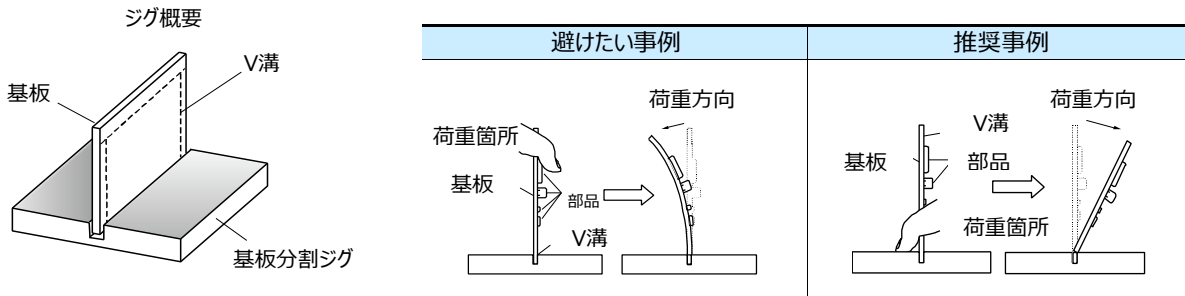 ジグ概要
基板
V溝
基板分割ジグ
避けたい事例
推奨事例
荷重箇所
基板
部品
V溝
荷重方向
基板
V溝
部品
荷重箇所
荷重方向